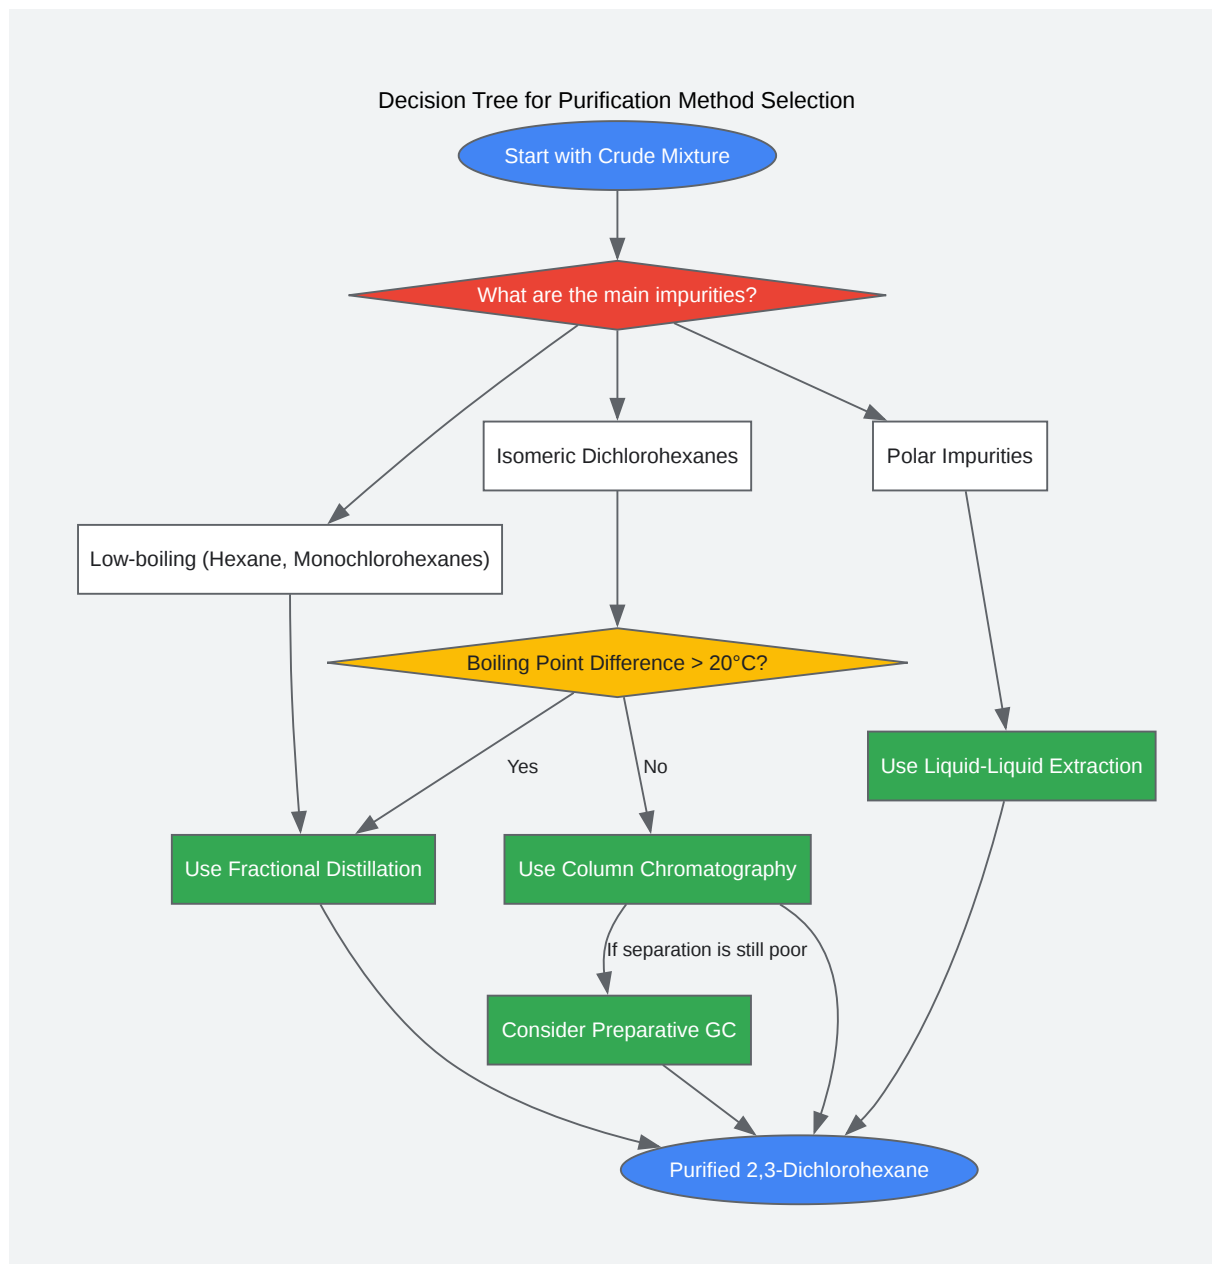 Decision Tree for Purification Method Selection
Start with Crude Mixture
What are the main impurities?
Isomeric Dichlorohexanes
Polar Impurities
Low-boiling (Hexane, Monochlorohexanes)
Boiling Point Difference > 20°C?
Yes
No
Use Liquid-Liquid Extraction
Use Fractional Distillation
Use Column Chromatography
If separation is still poor
Consider Preparative GC
Purified 2,3-Dichlorohexane